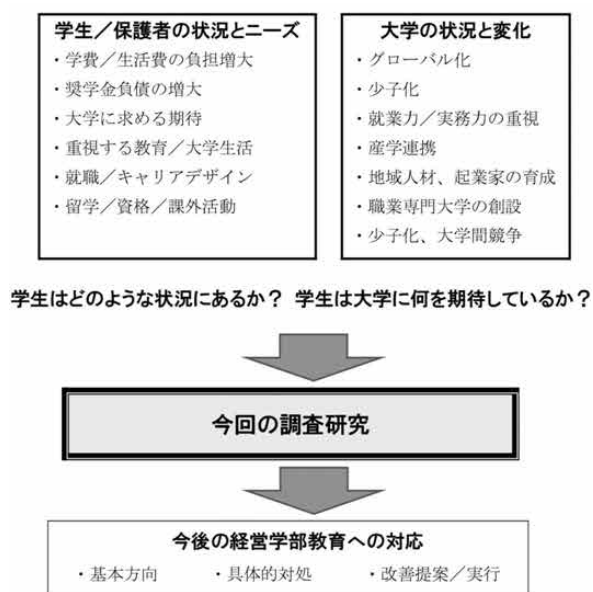 学生／保護者の状況とニーズ
・学費／生活費の負担増大
・奨学金負債の増大
・大学に求める期待
・重視する教育／大学生活
・就職／キャリアデザイン
・留学／資格／課外活動
大学の状況と変化
・グローバル化
・少子化
・就業力／実務力の重視
・産学連携
・地域人材、起業家の育成
・職業専門大学の創設
・少子化、大学間競争
学生はどのような状況にあるか？ 学生は大学に何を期待しているか？
今回の調査研究
今後の経営学部教育への対応
・基本方向 ・具体的対処 ・改善提案／実行